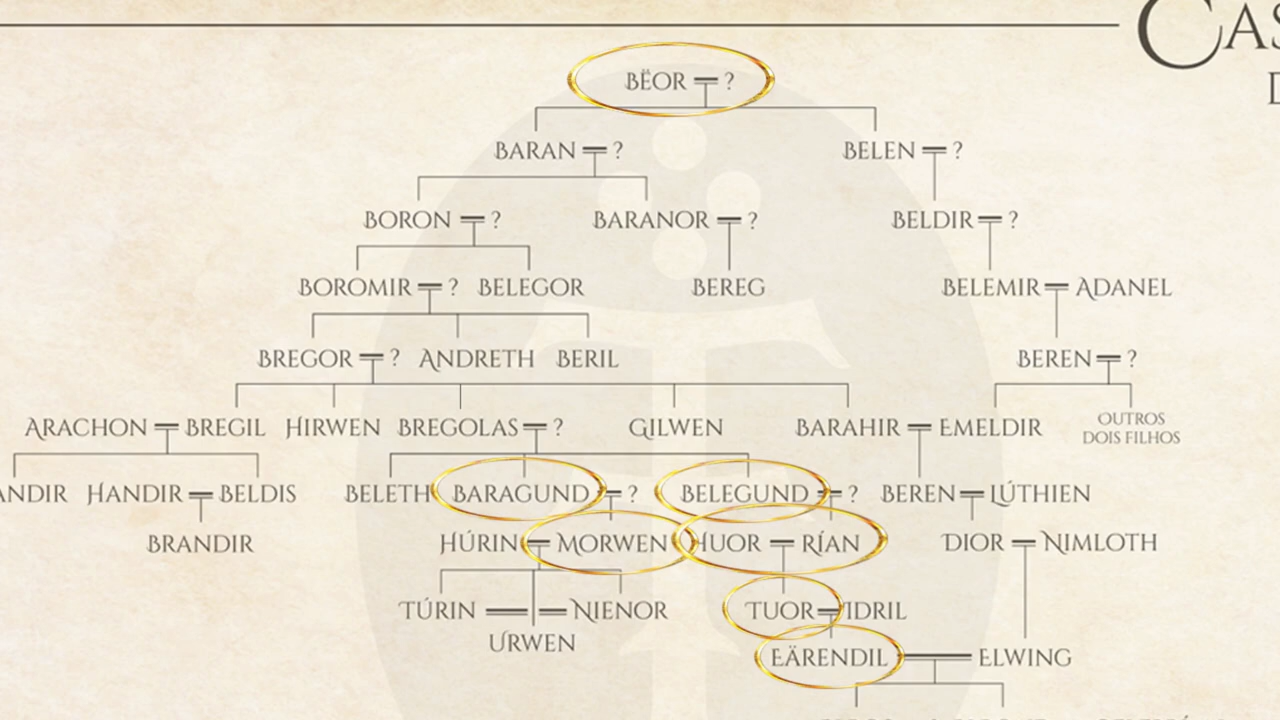 BËOR ?
BARAN ? BELEN ?
BORON ? BARANOR ? BELDIR ?
BOROMIR ? BELEGOR BEREG BELEMIR ADANEL
BREGOR ? ANDRETH BERIL BEREN ?
ARACHON BREGIL HIRWEN BREGOLAS ? GILWEN BARAHIR EMELDIR OUTROS
DOIS FILHOS
ANDIR HANDIR BELDIS BELETH BARAGUND ? BELEGUND ? BEREN LÚTHIEN
BRANDIR HÚRIN MORWEN HUOR RÍAN DIOR NIMLOTH
TÚRIN NIENOR TUOR IDRIL
URWEN
EÄRENDIL ELWING